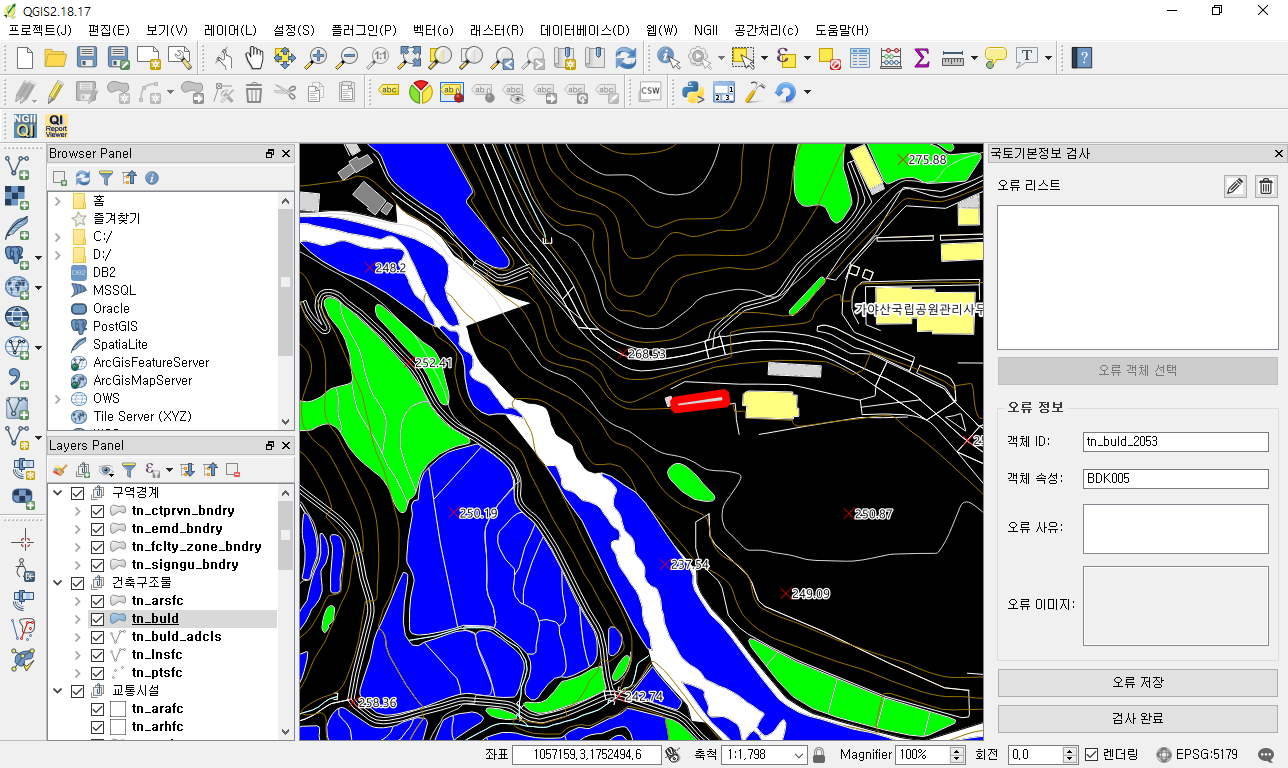 QGIS2.18.17
프로젝트(J) 편집(E) 보기(V) 레이어(L) 설정(S) 플러그인(P) 벡터(o) 래스터(R) 데이터베이스(D) 웹(W) NGII 공간처리(c) 도움말(H)
1:1
abc abc CSW 1 23
NGII QI QI Report Viewer
Browser Panel
홈
즐겨찾기
C:/
D:/
DB2
MSSQL
Oracle
PostGIS
SpatiaLite
ArcGisFeatureServer
ArcGisMapServer
OWS
Tile Server (XYZ)
Layers Panel
구역경계
tn_ctprvn_bndry
tn_emd_bndry
tn_fclty_zone_bndry
tn_signgu_bndry
건축구조물
tn_arsfc
tn_buld
tn_buld_adcls
tn_lnsfc
tn_ptsfc
교통시설
tn_arafc
tn_arhfc
275.88
248.2
가야산국립공원관리사무
268.53
252.41
250.19
250.87
237.54
249.09
242.74
258.36
국토기본정보 검사
오류 리스트
오류 객체 선택
오류 정보
객체 ID: tn_buld_2053
객체 속성: BDK005
오류 사유:
오류 이미지:
오류 저장
검사 완료
좌표 1057159,3,1752494,6 축척 1:1,798 Magnifier 100% 회전 0,0 렌더링 EPSG:5179